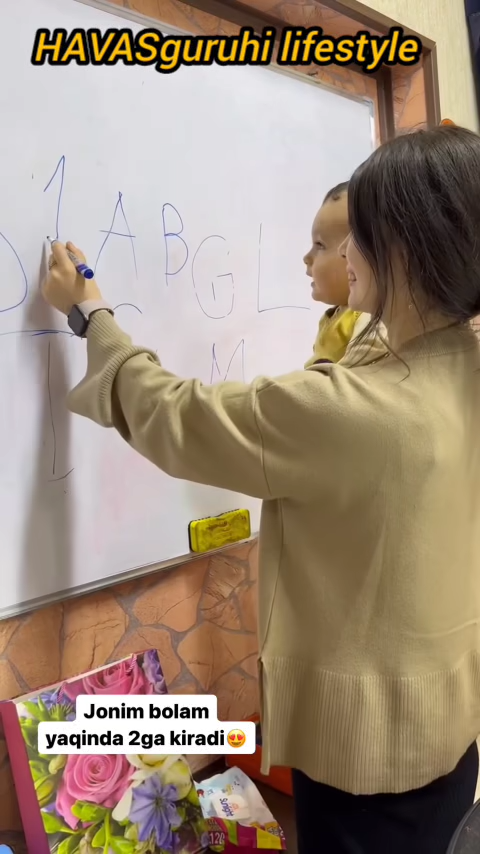 HAVASguruhi lifestyle
1 A B G L
M
Jonim bolam
yaqinda 2ga kiradi😍